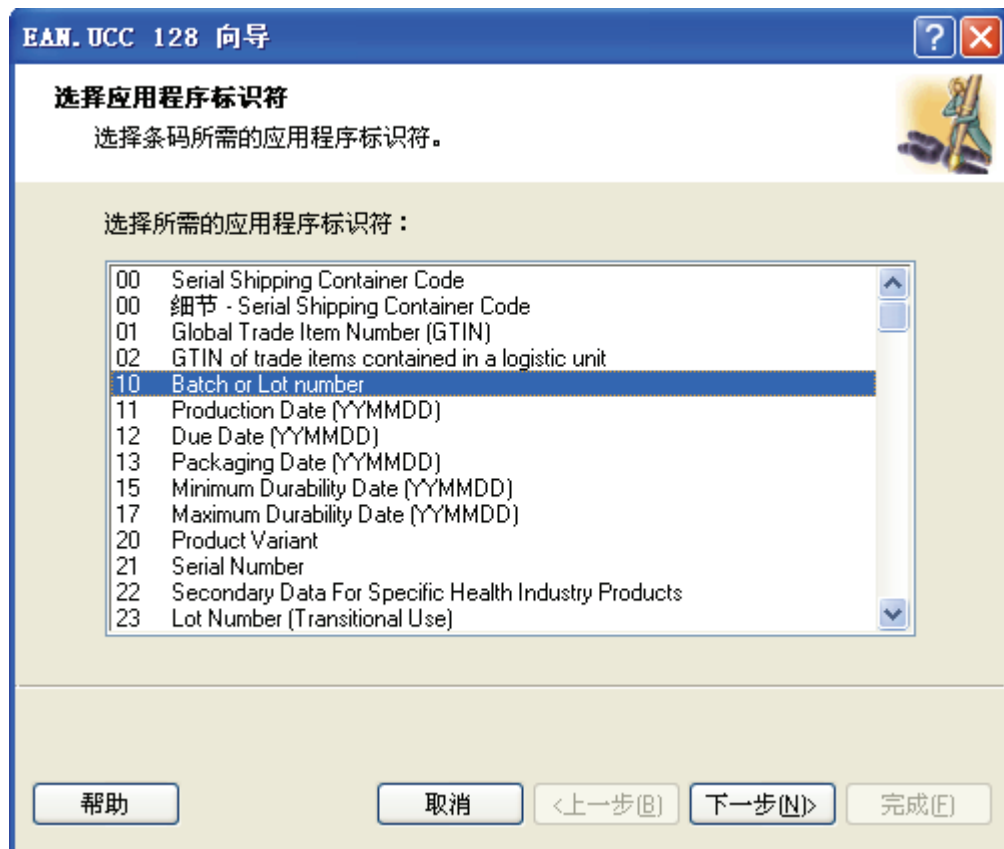 EAN.UCC 128 向导
选择应用程序标识符
选择条码所需的应用程序标识符。
选择所需的应用程序标识符：
00 Serial Shipping Container Code
00 细节 - Serial Shipping Container Code
01 Global Trade Item Number (GTIN)
02 GTIN of trade items contained in a logistic unit
10 Batch or Lot number
11 Production Date (YYMMDD)
12 Due Date (YYMMDD)
13 Packaging Date (YYMMDD)
15 Minimum Durability Date (YYMMDD)
17 Maximum Durability Date (YYMMDD)
20 Product Variant
21 Serial Number
22 Secondary Data For Specific Health Industry Products
23 Lot Number (Transitional Use)
帮助 取消 <上一步(B) 下一步(N)> 完成(F)